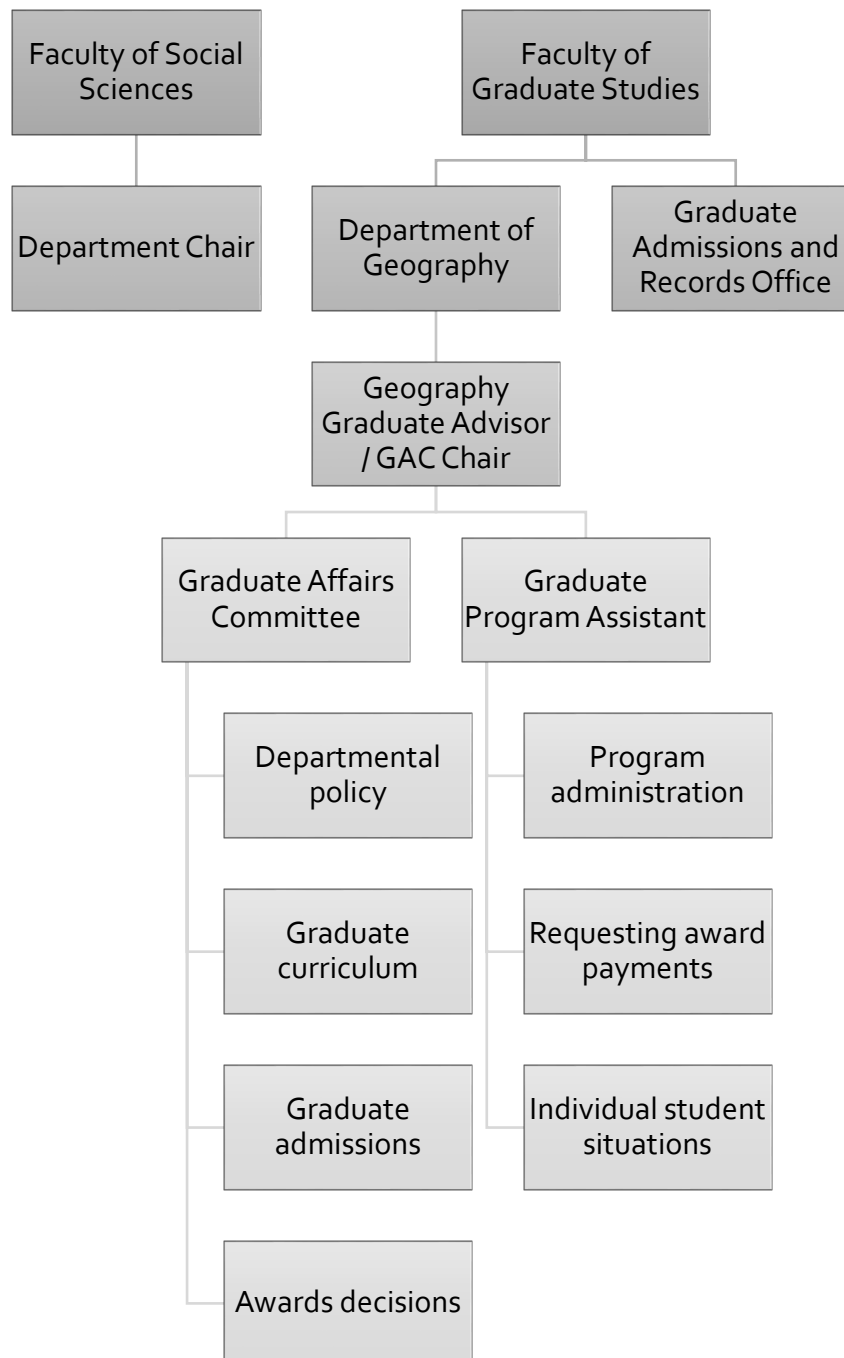 Faculty of Social
Sciences
Faculty of
Graduate Studies
Department Chair
Department of
Geography
Graduate
Admissions and
Records Office
Geography
Graduate Advisor
/ GAC Chair
Graduate Affairs
Committee
Graduate
Program Assistant
Departmental
policy
Program
administration
Graduate
curriculum
Requesting award
payments
Graduate
admissions
Individual student
situations
Awards decisions